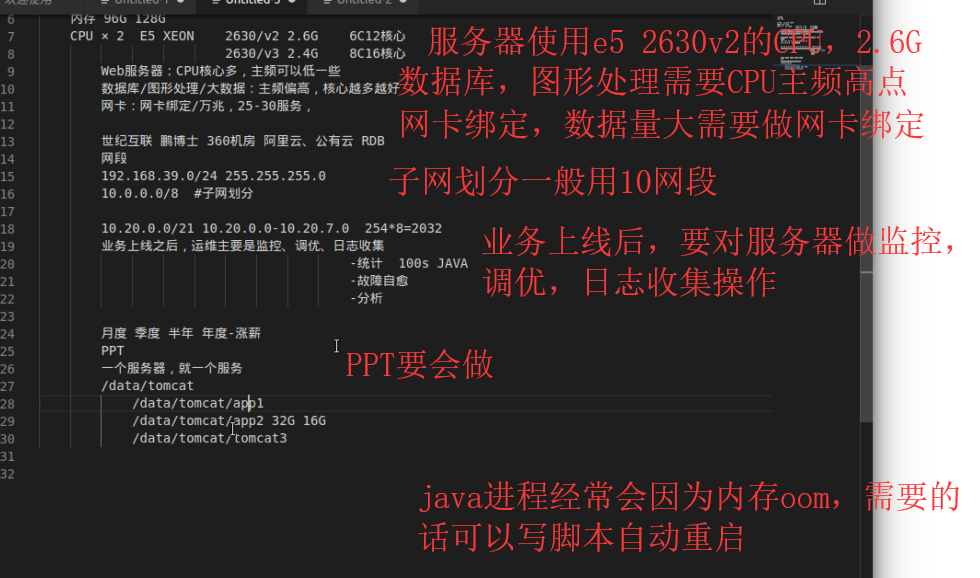 Untitled-1
Untitled-3
Untitled-2
6 内存 96G 128G
7 CPU × 2 E5 XEON 2630/v2 2.6G 6C12核心
8 2630/v3 2.4G 8C16核心
服务器使用e5 2630v2的CPU，2.6G
9 Web服务器：CPU核心多，主频可以低一些
10 数据库/图形处理/大数据：主频偏高，核心越多越好
数据库，图形处理需要CPU主频高点
11 网卡：网卡绑定/万兆，25-30服务，
网卡绑定，数据量大需要做网卡绑定
12
13 世纪互联 鹏博士 360机房 阿里云、公有云 RDB
14 网段
15 192.168.39.0/24 255.255.255.0
16 10.0.0.0/8 #子网划分
子网划分一般用10网段
17
18 10.20.0.0/21 10.20.0.0-10.20.7.0 254*8=2032
19 业务上线之后，运维主要是监控、调优、日志收集
业务上线后，要对服务器做监控，
调优，日志收集操作
20 -统计 100s JAVA
21 -故障自愈
22 -分析
23
24 月度 季度 半年 年度-涨薪
25 PPT
PPT要会做
26 一个服务器，就一个服务
27 /data/tomcat
28 /data/tomcat/app1
29 /data/tomcat/app2 32G 16G
30 /data/tomcat/tomcat3
31
32
java进程经常会因为内存oom，需要的
话可以写脚本自动重启